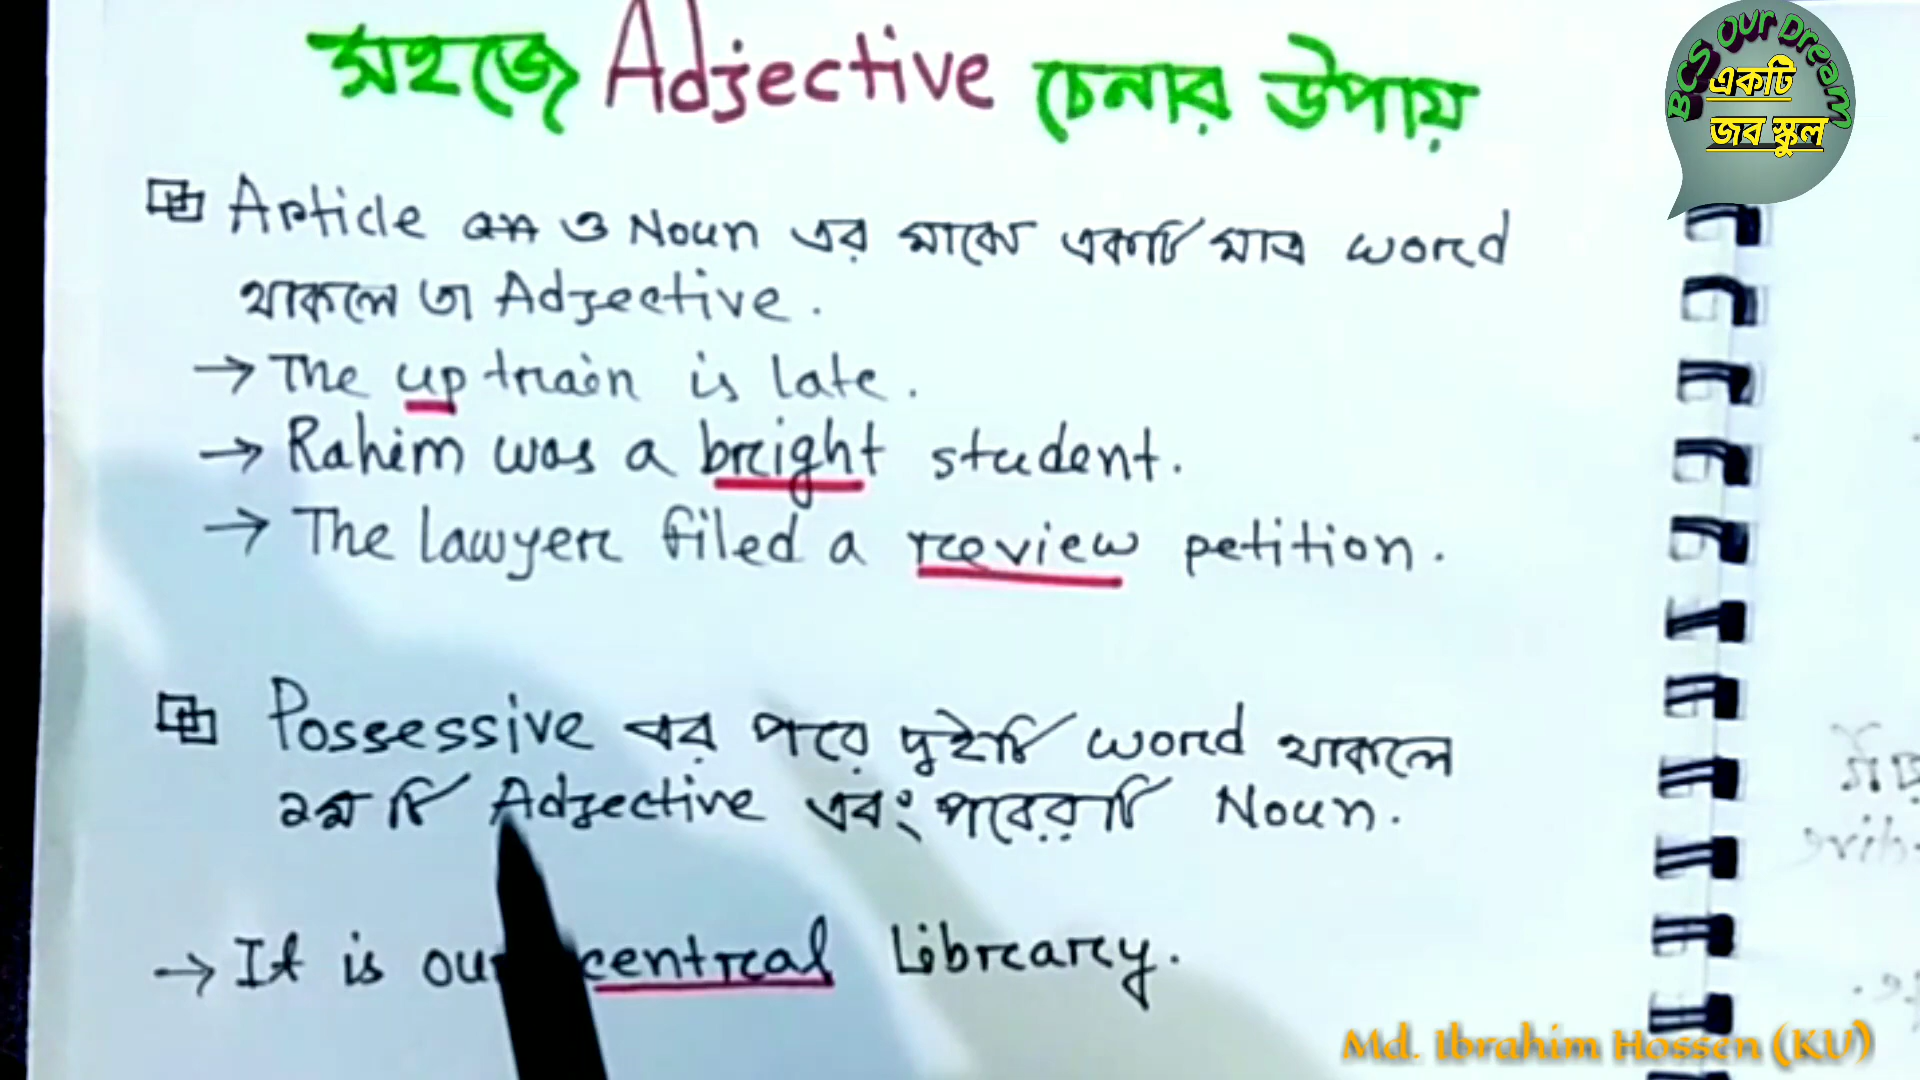 সহজে Adjective চেনার উপায়
BCS Our Dream
একটি
জব স্কুল
Article ও Noun এর মাঝে একটি মাত্র word
থাকলে তা Adjective.
→ The up train is late.
→ Rahim was a bright student.
→ The lawyer filed a review petition.
Possessive এর পরে দুইটি word থাকলে
১ম টি Adjective এবং পরেরটি Noun.
→ It is our central Library.
Md. Ibrahim Hossen (KU)